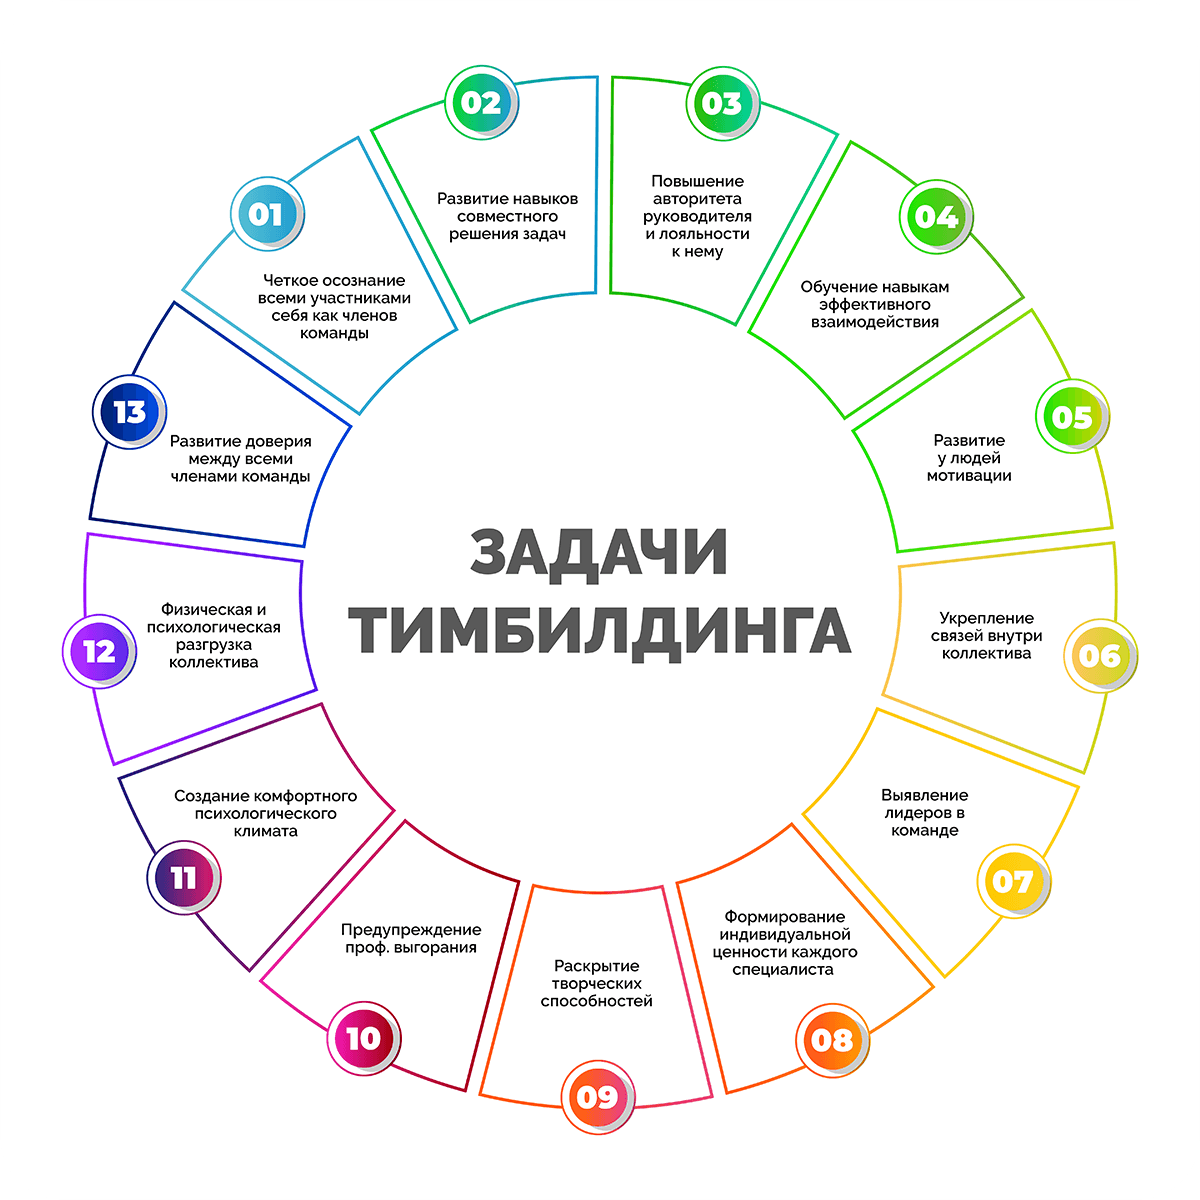 ЗАДАЧИ
ТИМБИЛДИНГА
01
Четкое осознание
всеми участниками
себя как членов
команды
02
Развитие навыков
совместного
решения задач
03
Повышение
авторитета
руководителя
и лояльности
к нему
04
Обучение навыкам
эффективного
взаимодействия
05
Развитие
у людей
мотивации
06
Укрепление
связей внутри
коллектива
07
Выявление
лидеров в
команде
08
Формирование
индивидуальной
ценности каждого
специалиста
09
Раскрытие
творческих
способностей
10
Предупреждение
проф. выгорания
11
Создание комфортного
психологического
климата
12
Физическая и
психологическая
разгрузка
коллектива
13
Развитие доверия
между всеми
членами команды